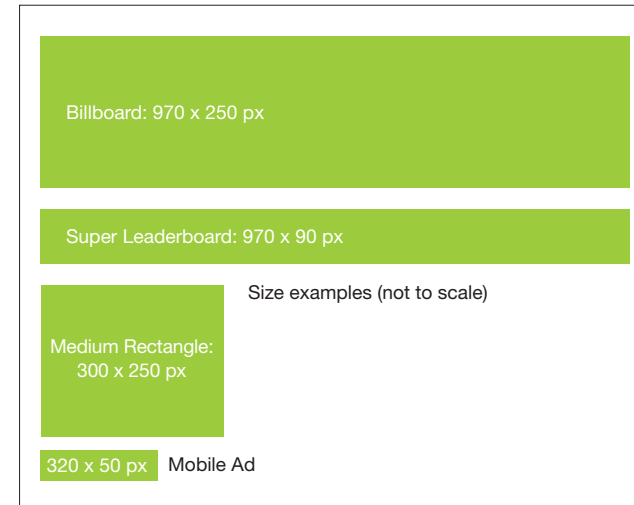 Billboard: 970 x 250 px
Super Leaderboard: 970 x 90 px
Size examples (not to scale)
Medium Rectangle:
300 x 250 px
320 x 50 px
Mobile Ad